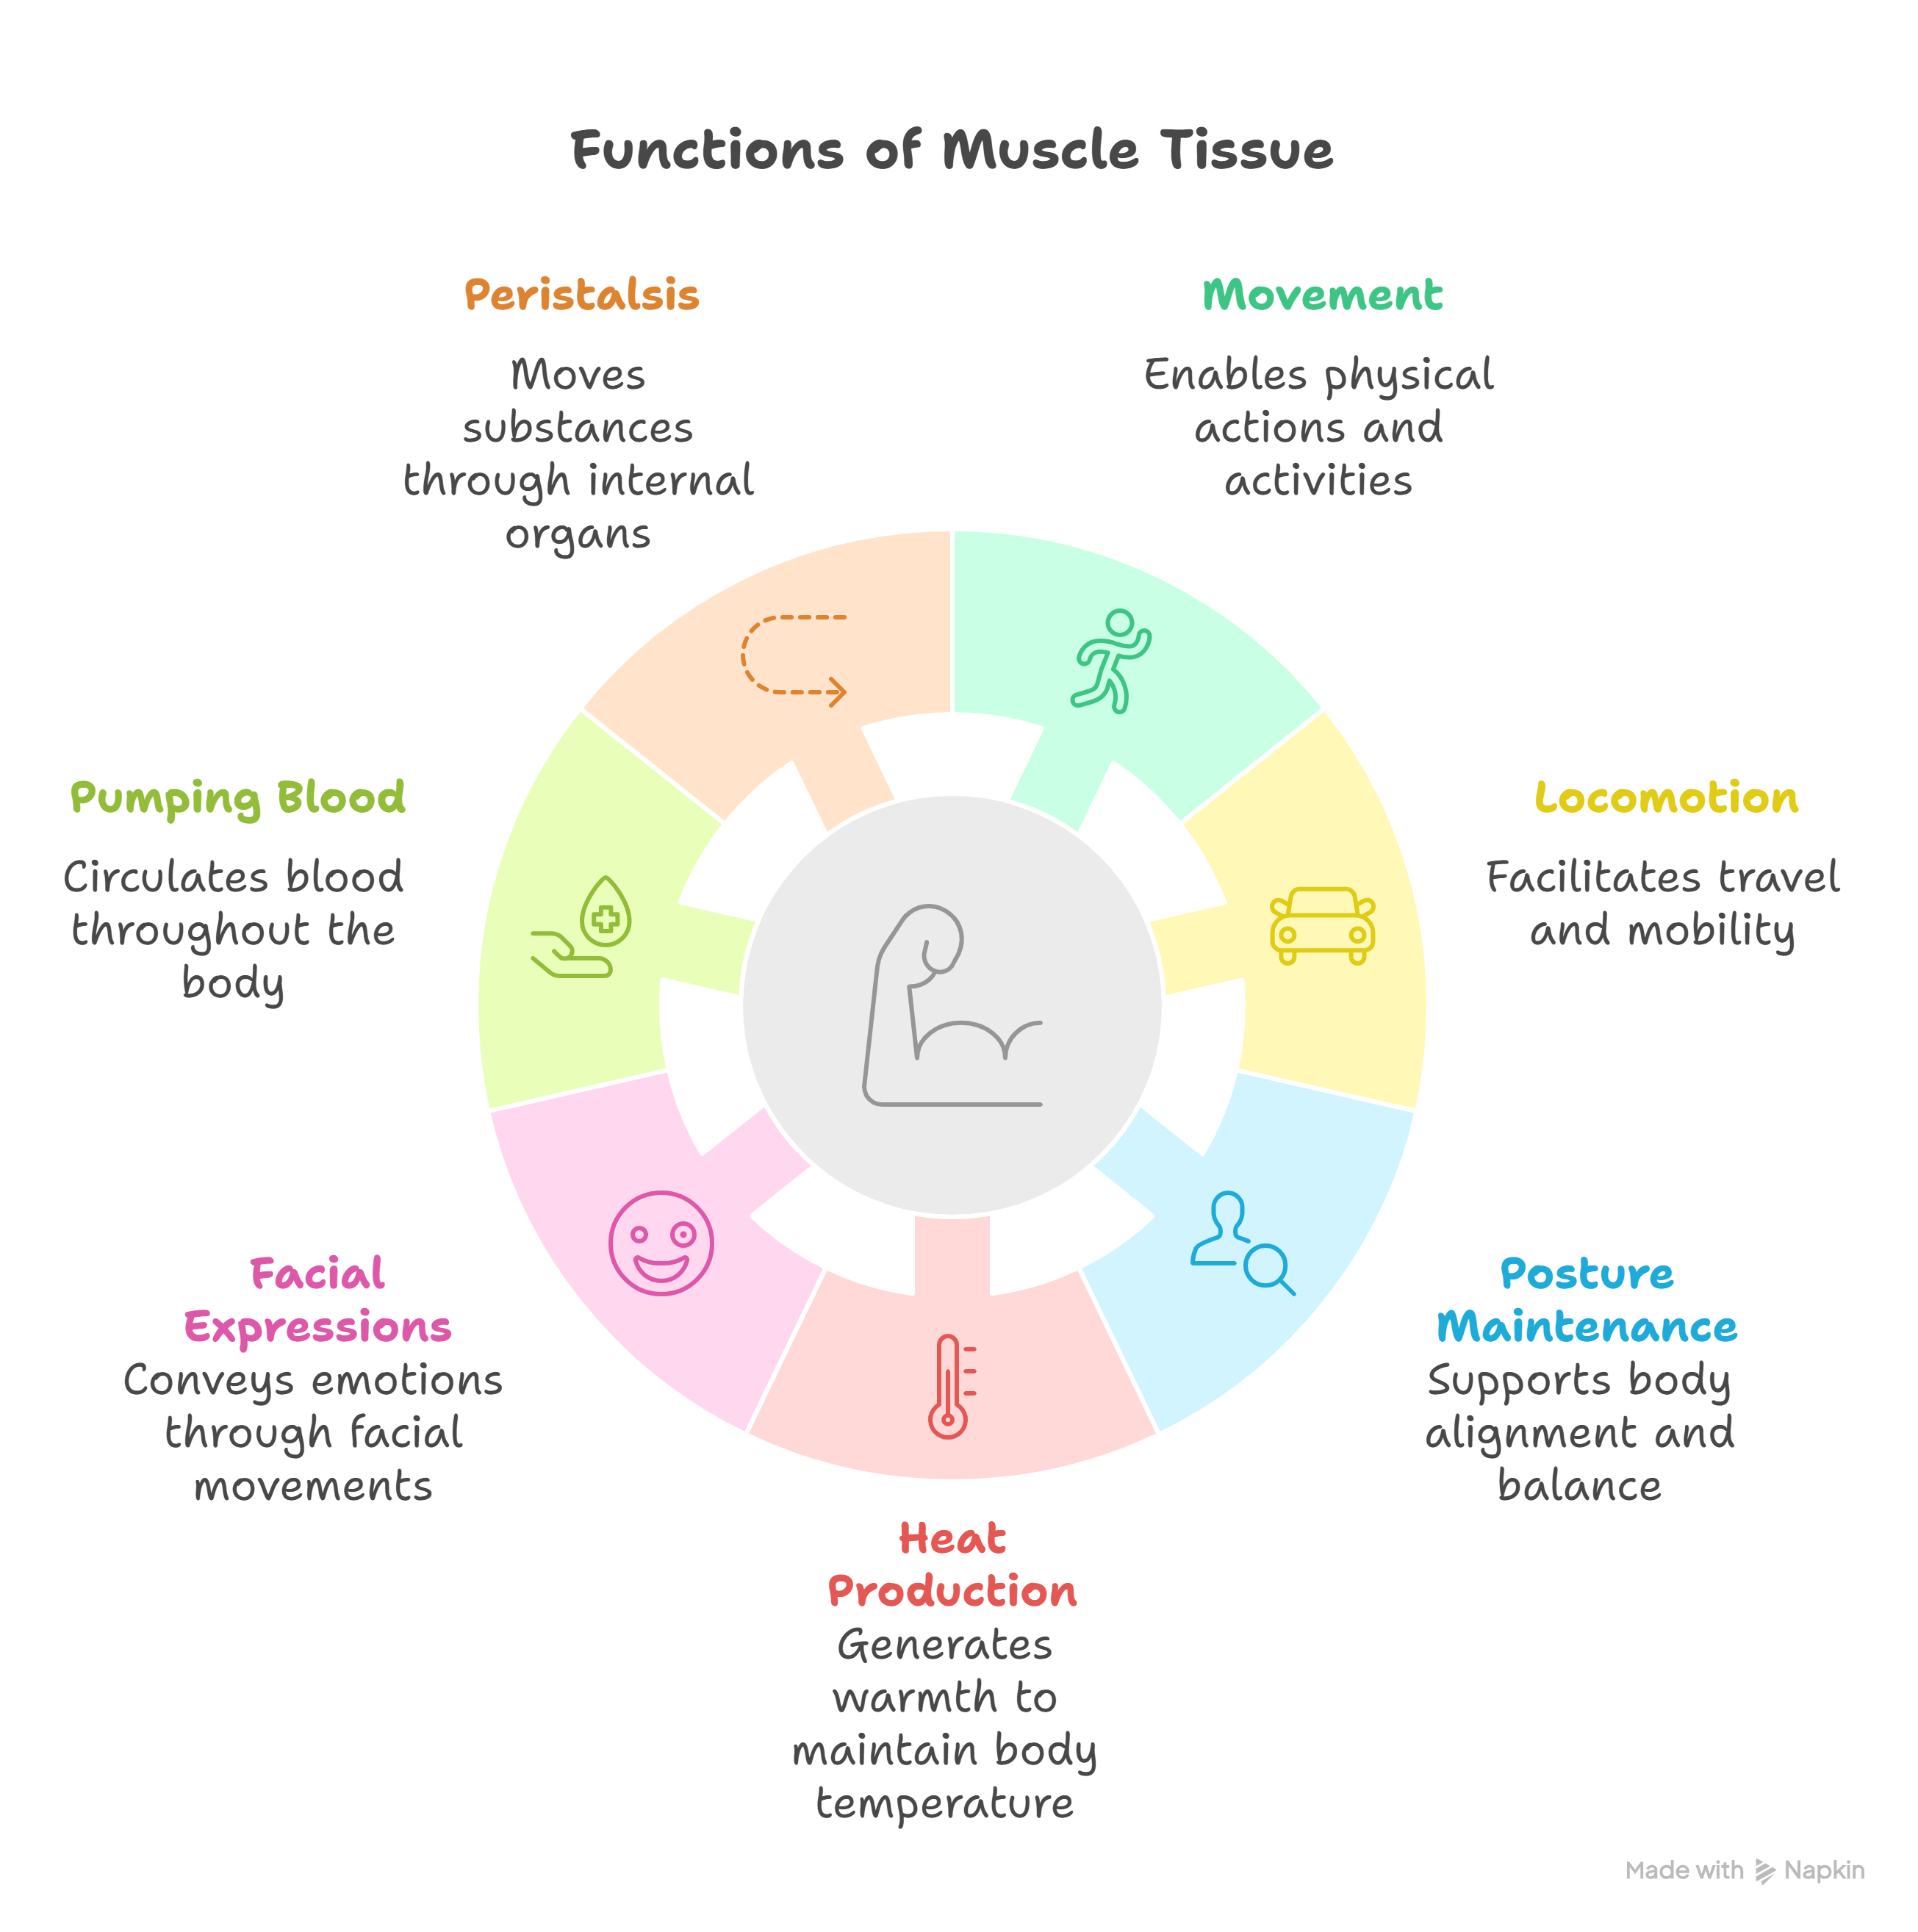 Functions of Muscle Tissue
Peristalsis
Moves
substances
through internal
organs
Movement
Enables physical
actions and
activities
Pumping Blood
Circulates blood
throughout the
body
Locomotion
Facilitates travel
and mobility
Facial
Expressions
Conveys emotions
through facial
movements
Posture
Maintenance
Supports body
alignment and
balance
Heat
Production
Generates
warmth to
maintain body
temperature
Made with Napkin